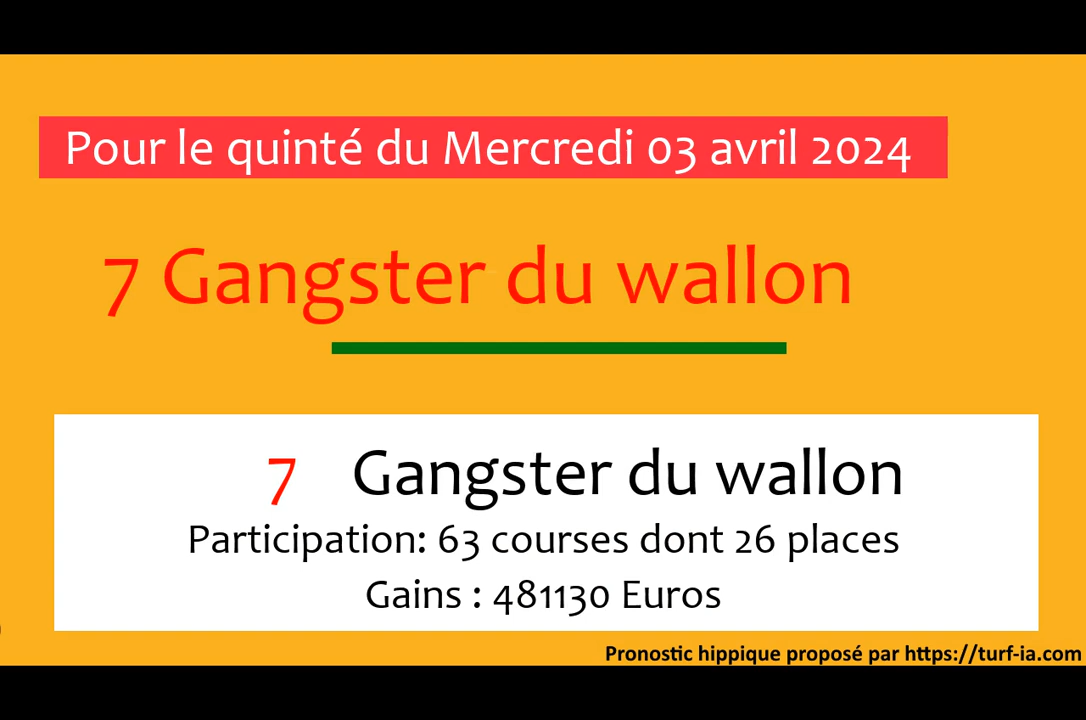 Pour le quinté du Mercredi 03 avril 2024
7 Gangster du wallon
7 Gangster du wallon
Participation: 63 courses dont 26 places
Gains : 481130 Euros
Pronostic hippique proposé par https://turf-ia.com